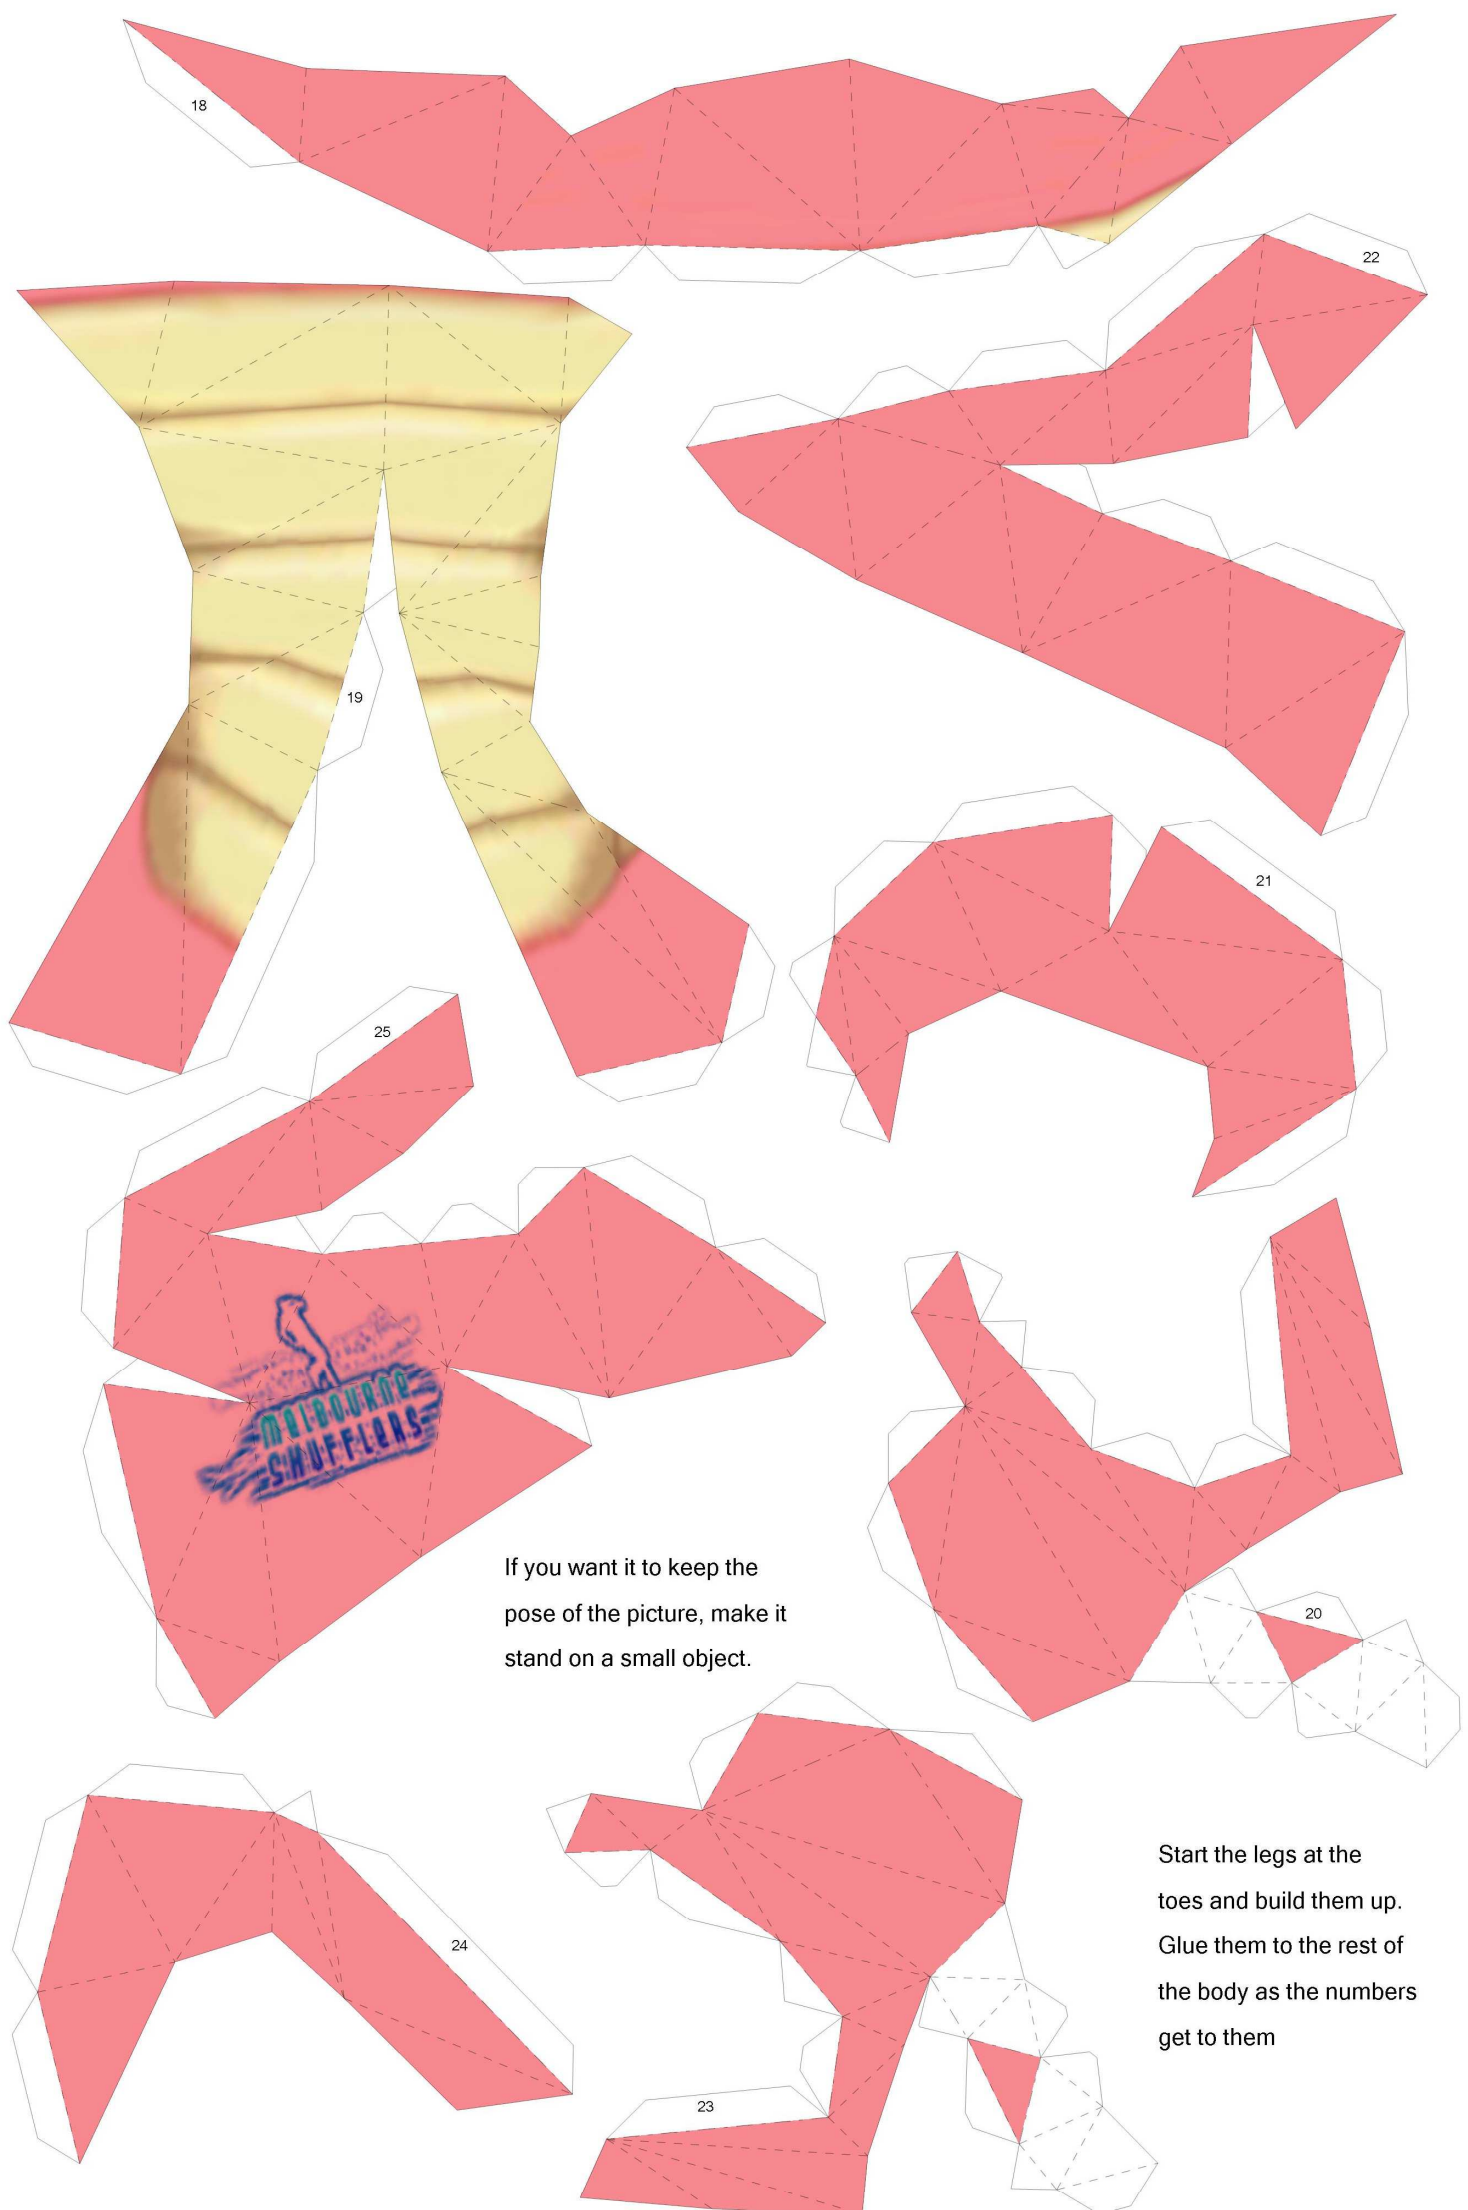 18
22
19
21
25
MELBOURNE
SHUFFLERS
If you want it to keep the
pose of the picture, make it
stand on a small object.
20
Start the legs at the
toes and build them up.
Glue them to the rest of
the body as the numbers
get to them
24
23